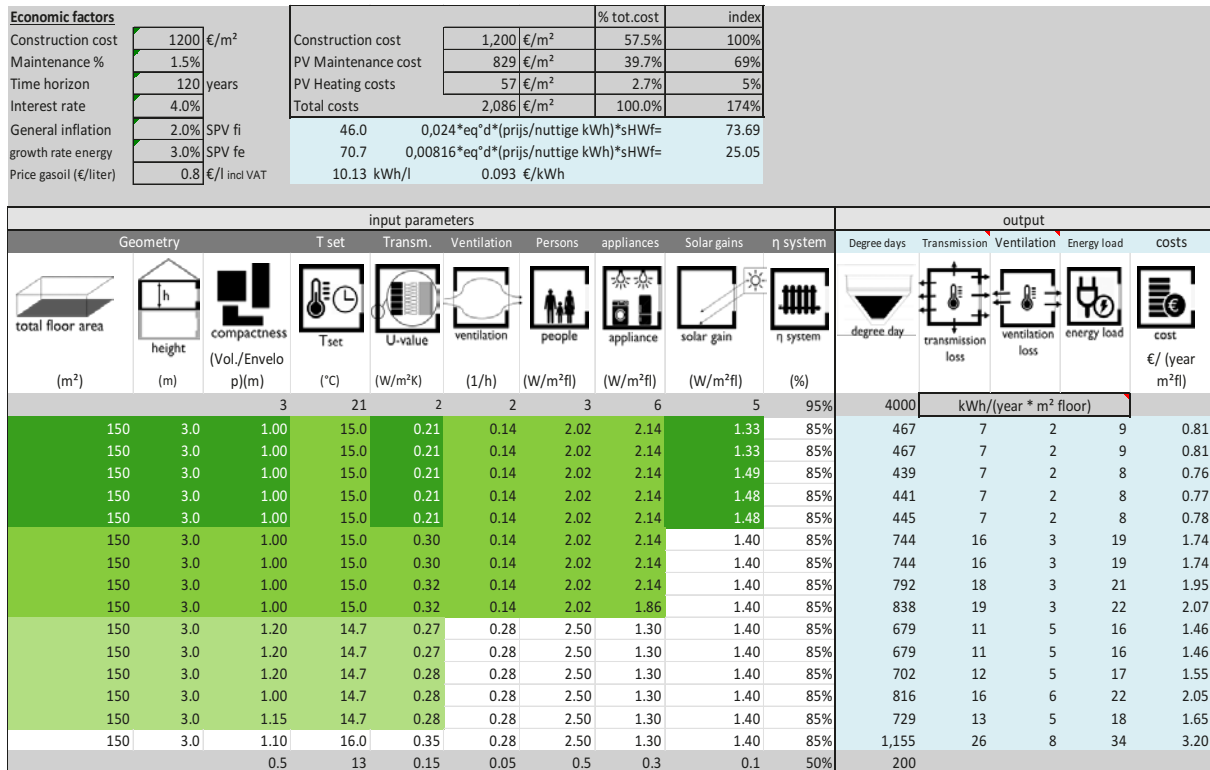 Economic factors % tot.cost index
Construction cost 1200 €/m² Construction cost 1,200 €/m² 57.5% 100%
Maintenance % 1.5% PV Maintenance cost 829 €/m² 39.7% 69%
Time horizon 120 years PV Heating costs 57 €/m² 2.7% 5%
Interest rate 4.0% Total costs 2,086 €/m² 100.0% 174%
General inflation 2.0% SPV fi 46.0 0,024*eq°d*(prijs/nuttige kWh)*sHWf= 73.69
growth rate energy 3.0% SPV fe 70.7 0,00816*eq°d*(prijs/nuttige kWh)*sHWf= 25.05
Price gasoil (€/liter) 0.8 €/l incl VAT 10.13 kWh/l 0.093 €/kWh
input parameters output
Geometry T set Transm. Ventilation Persons appliances Solar gains η system Degree days Transmission Ventilation Energy load costs
h
total floor area height compactness Tset U-value ventilation people appliance solar gain η system degree day transmission loss ventilation loss energy load cost
(m²) (m) (Vol./Envelo p)(m) (°C) (W/m²K) (1/h) (W/m²fl) (W/m²fl) (W/m²fl) (%) €/ (year m²fl)
3 21 2 2 3 6 5 95% 4000 kWh/(year * m² floor)
150 3.0 1.00 15.0 0.21 0.14 2.02 2.14 1.33 85% 467 7 2 9 0.81
150 3.0 1.00 15.0 0.21 0.14 2.02 2.14 1.33 85% 467 7 2 9 0.81
150 3.0 1.00 15.0 0.21 0.14 2.02 2.14 1.49 85% 439 7 2 8 0.76
150 3.0 1.00 15.0 0.21 0.14 2.02 2.14 1.48 85% 441 7 2 8 0.77
150 3.0 1.00 15.0 0.21 0.14 2.02 2.14 1.48 85% 445 7 2 8 0.78
150 3.0 1.00 15.0 0.30 0.14 2.02 2.14 1.40 85% 744 16 3 19 1.74
150 3.0 1.00 15.0 0.30 0.14 2.02 2.14 1.40 85% 744 16 3 19 1.74
150 3.0 1.00 15.0 0.32 0.14 2.02 2.14 1.40 85% 792 18 3 21 1.95
150 3.0 1.00 15.0 0.32 0.14 2.02 1.86 1.40 85% 838 19 3 22 2.07
150 3.0 1.20 14.7 0.27 0.28 2.50 1.30 1.40 85% 679 11 5 16 1.46
150 3.0 1.20 14.7 0.27 0.28 2.50 1.30 1.40 85% 679 11 5 16 1.46
150 3.0 1.20 14.7 0.28 0.28 2.50 1.30 1.40 85% 702 12 5 17 1.55
150 3.0 1.00 14.7 0.28 0.28 2.50 1.30 1.40 85% 816 16 6 22 2.05
150 3.0 1.15 14.7 0.28 0.28 2.50 1.30 1.40 85% 729 13 5 18 1.65
150 3.0 1.10 16.0 0.35 0.28 2.50 1.30 1.40 85% 1,155 26 8 34 3.20
0.5 13 0.15 0.05 0.5 0.3 0.1 50% 200